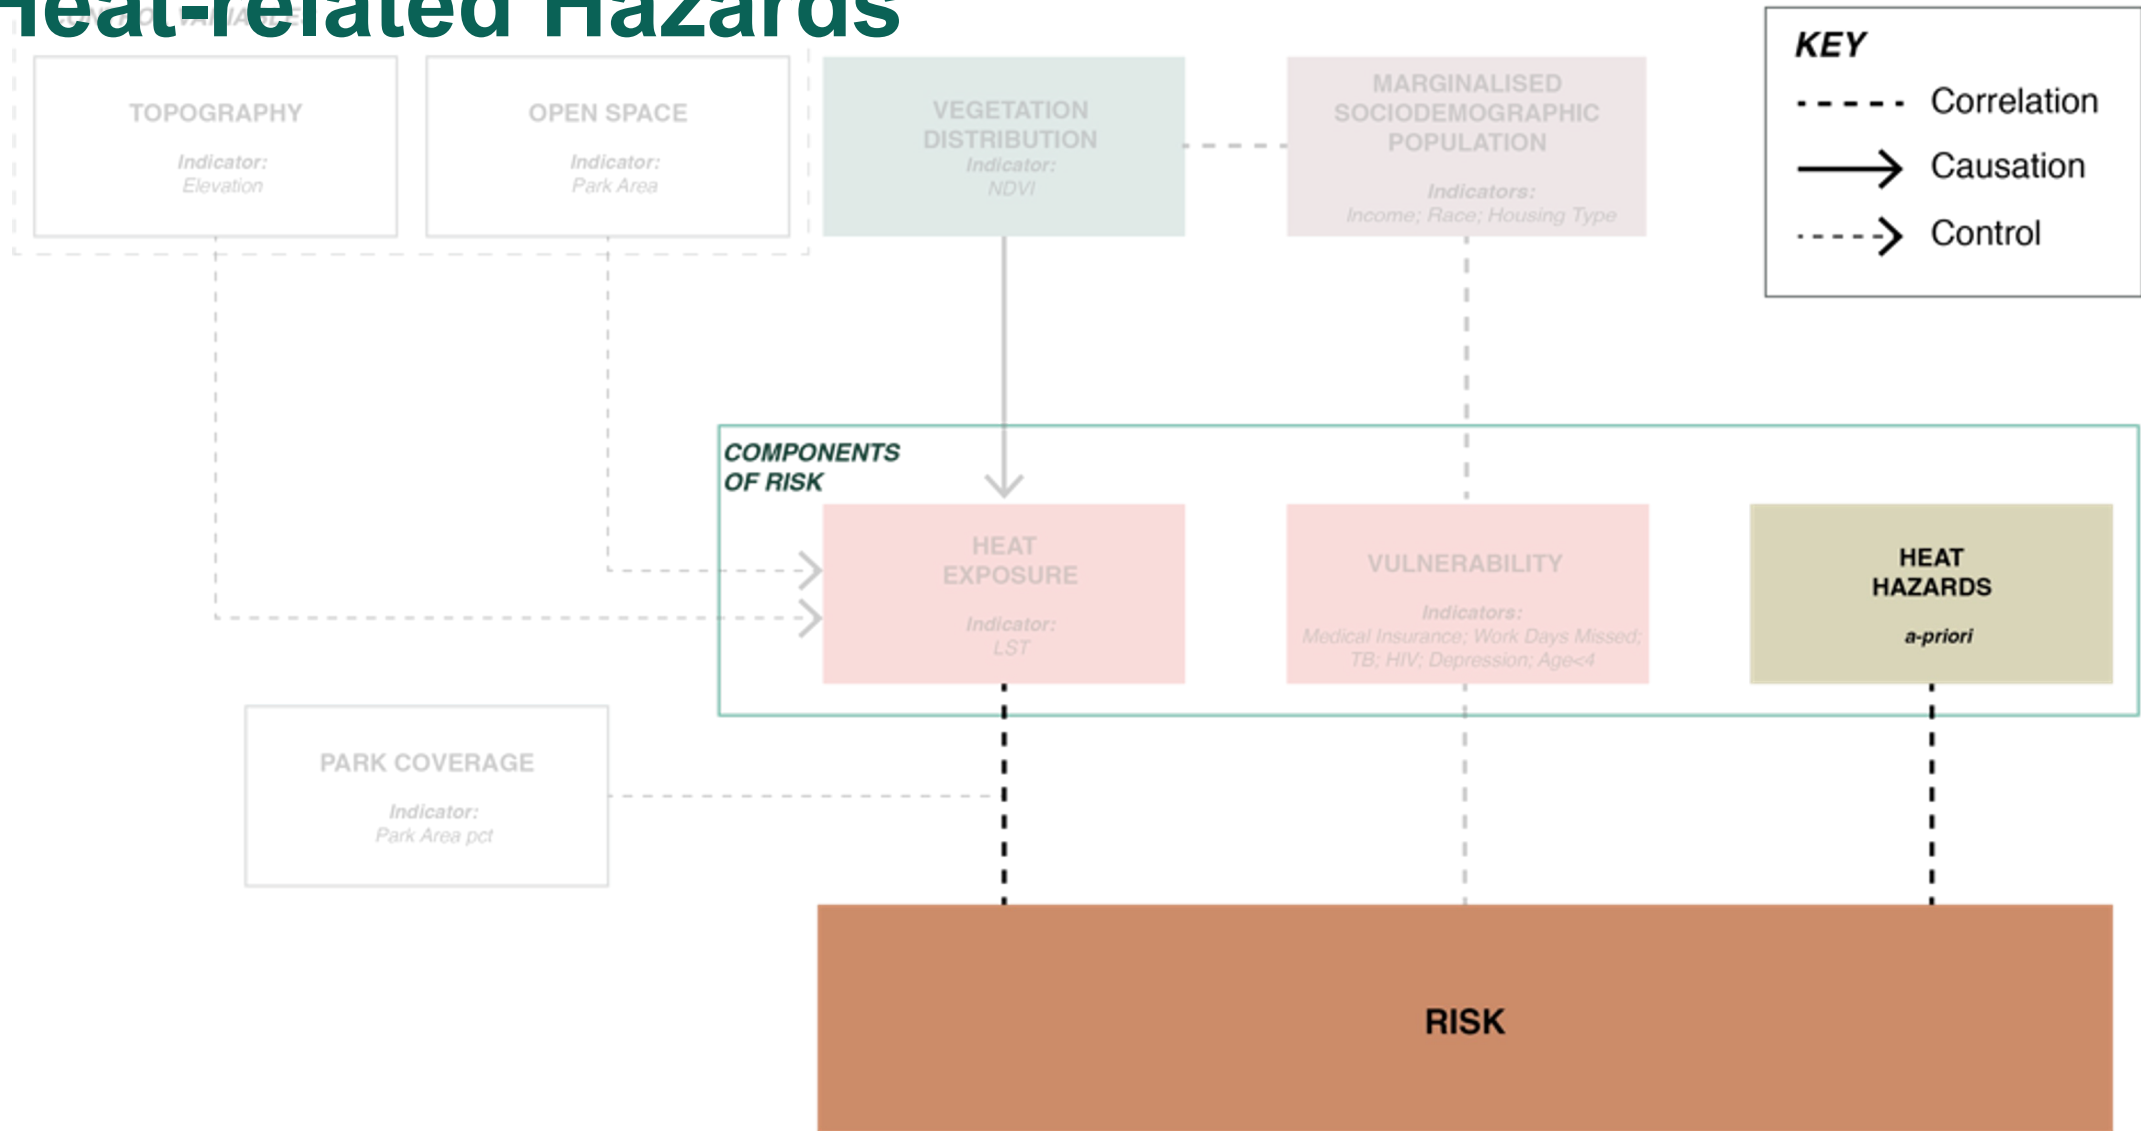 Heat-related Hazards
CONTROL VARIABLES
TOPOGRAPHY
Indicator:
Elevation
OPEN SPACE
Indicator:
Park Area
VEGETATION
DISTRIBUTION
Indicator:
NDVI
MARGINALISED
SOCIODEMOGRAPHIC
POPULATION
Indicators:
Income; Race; Housing Type
KEY
Correlation
Causation
Control
COMPONENTS
OF RISK
HEAT
EXPOSURE
Indicator:
LST
VULNERABILITY
Indicators:
Medical Insurance; Work Days Missed;
TB; HIV; Depression; Age<4
HEAT
HAZARDS
a-priori
PARK COVERAGE
Indicator:
Park Area pct
RISK